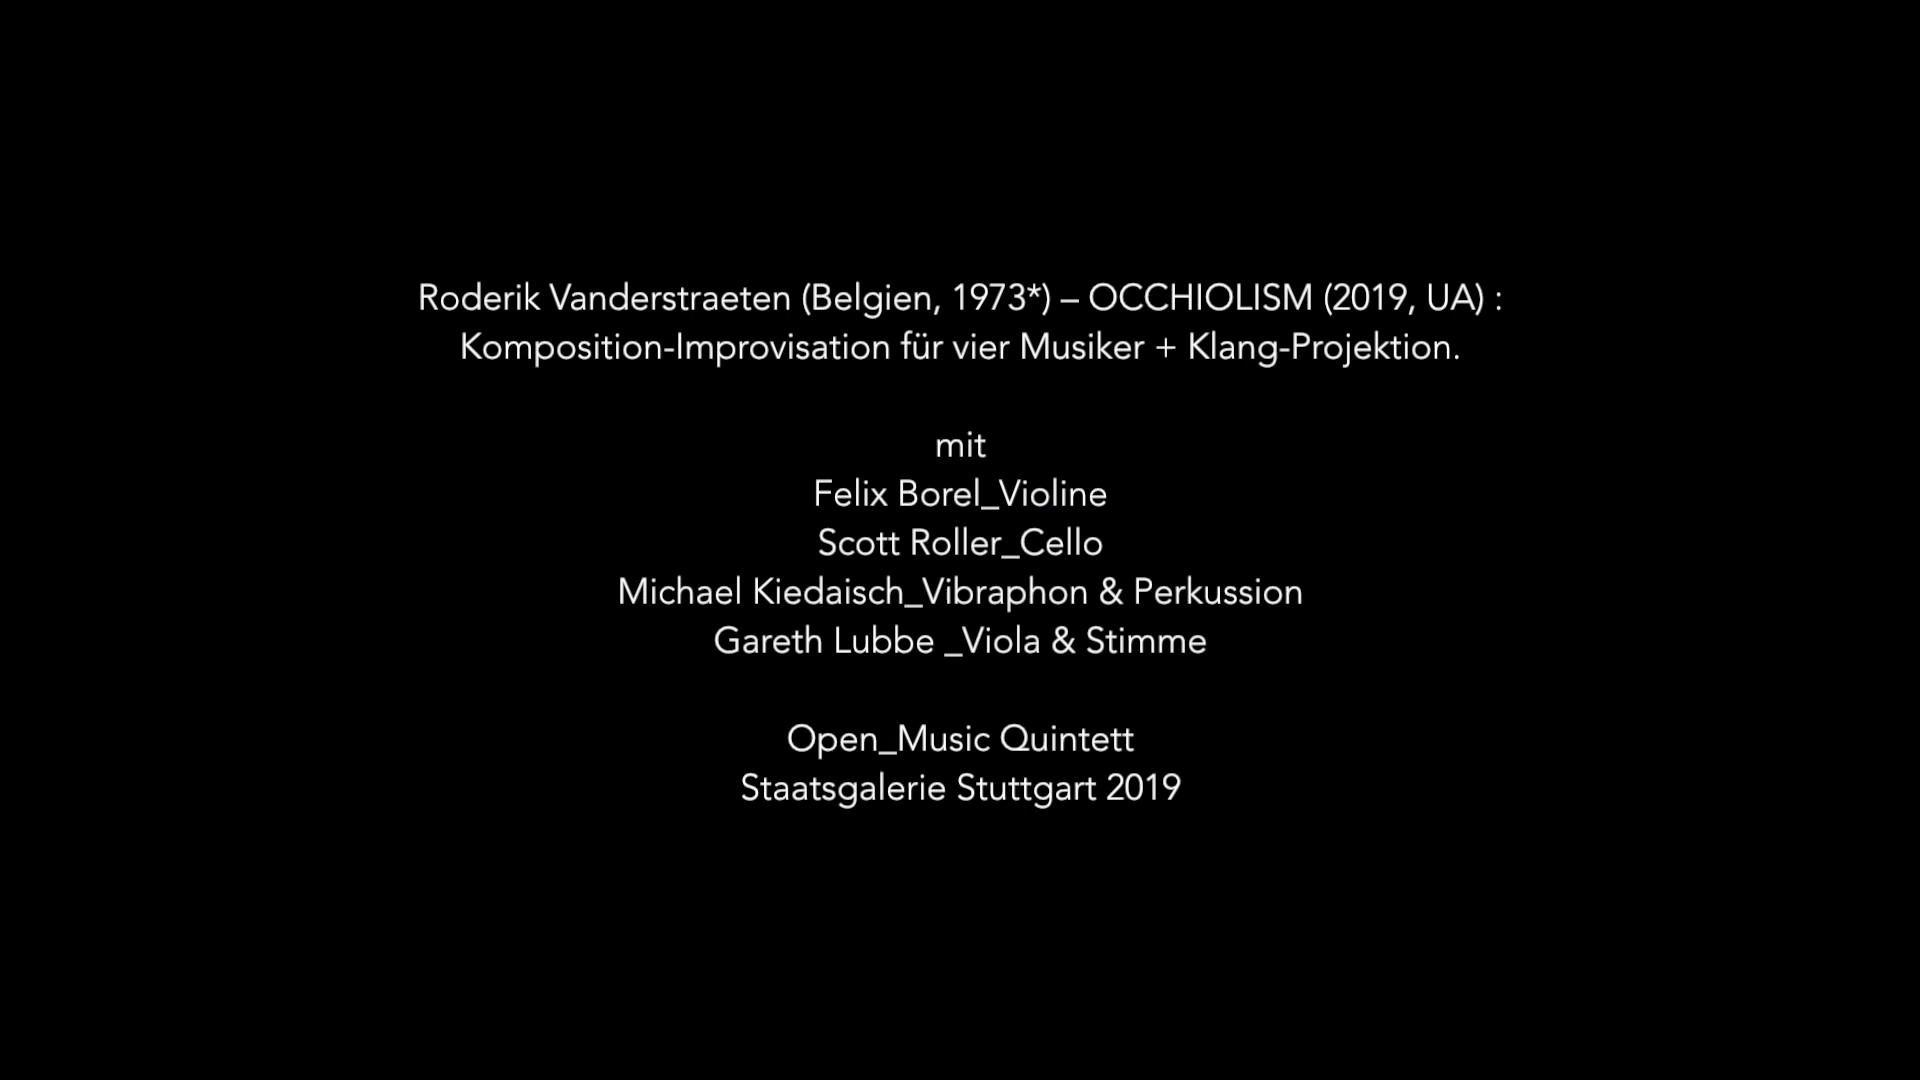 Roderik Vanderstraeten (Belgien, 1973*) – OCCHIOLISM (2019, UA) :
Komposition-Improvisation für vier Musiker + Klang-Projektion.
mit
Felix Borel_Violine
Scott Roller_Cello
Michael Kiedaisch_Vibraphon & Perkussion
Gareth Lubbe _Viola & Stimme
Open_Music Quintett
Staatsgalerie Stuttgart 2019